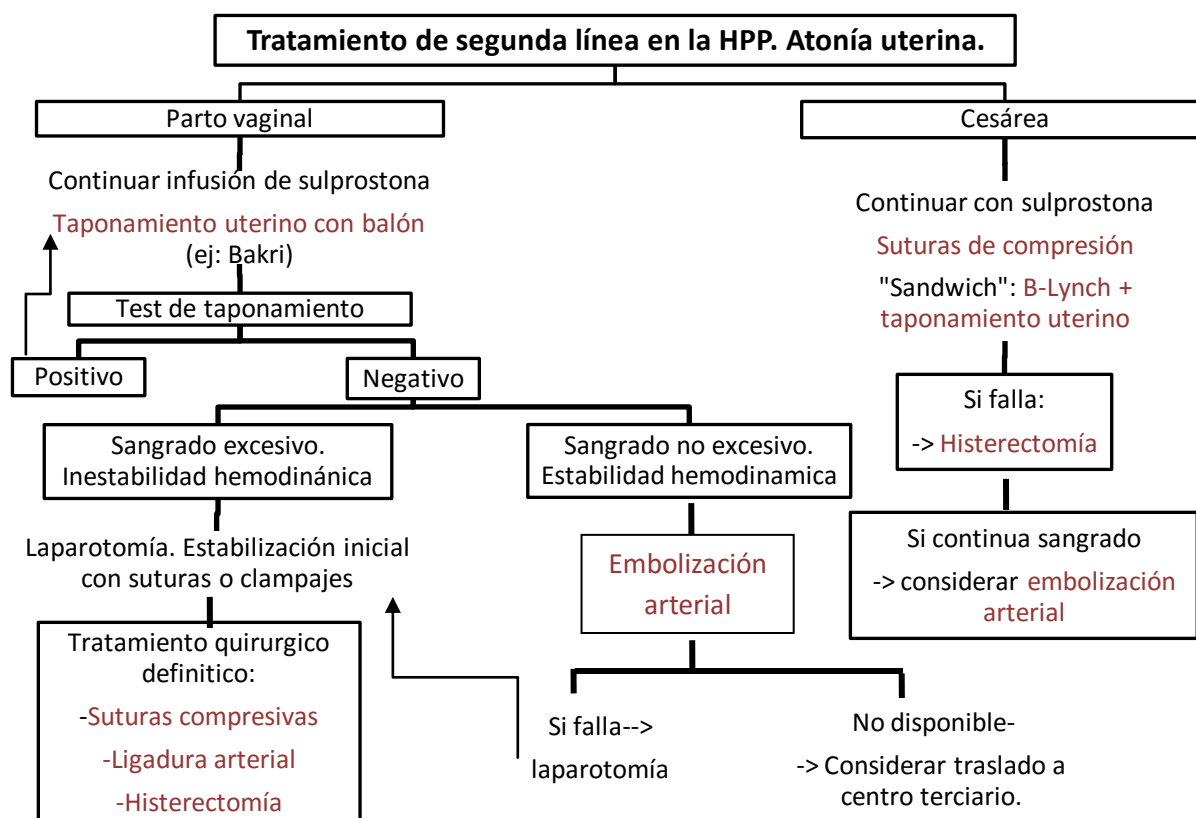 Tratamiento de segunda línea en la HPP. Atonía uterina.
Parto vaginal
Continuar infusión de sulprostona
Taponamiento uterino con balón
(ej: Bakri)
Test de taponamiento
Positivo
Negativo
Sangrado excesivo.
Inestabilidad hemodinánica
Laparotomía. Estabilización inicial
con suturas o clampajes
Tratamiento quirurgico
definitico:
-Suturas compresivas
-Ligadura arterial
-Histerectomía
Sangrado no excesivo.
Estabilidad hemodinamica
Embolización
arterial
Si falla-->
laparotomía
No disponible-
-> Considerar traslado a
centro terciario.
Cesárea
Continuar con sulprostona
Suturas de compresión
"Sandwich": B-Lynch +
taponamiento uterino
Si falla:
-> Histerectomía
Si continua sangrado
-> considerar embolización
arterial